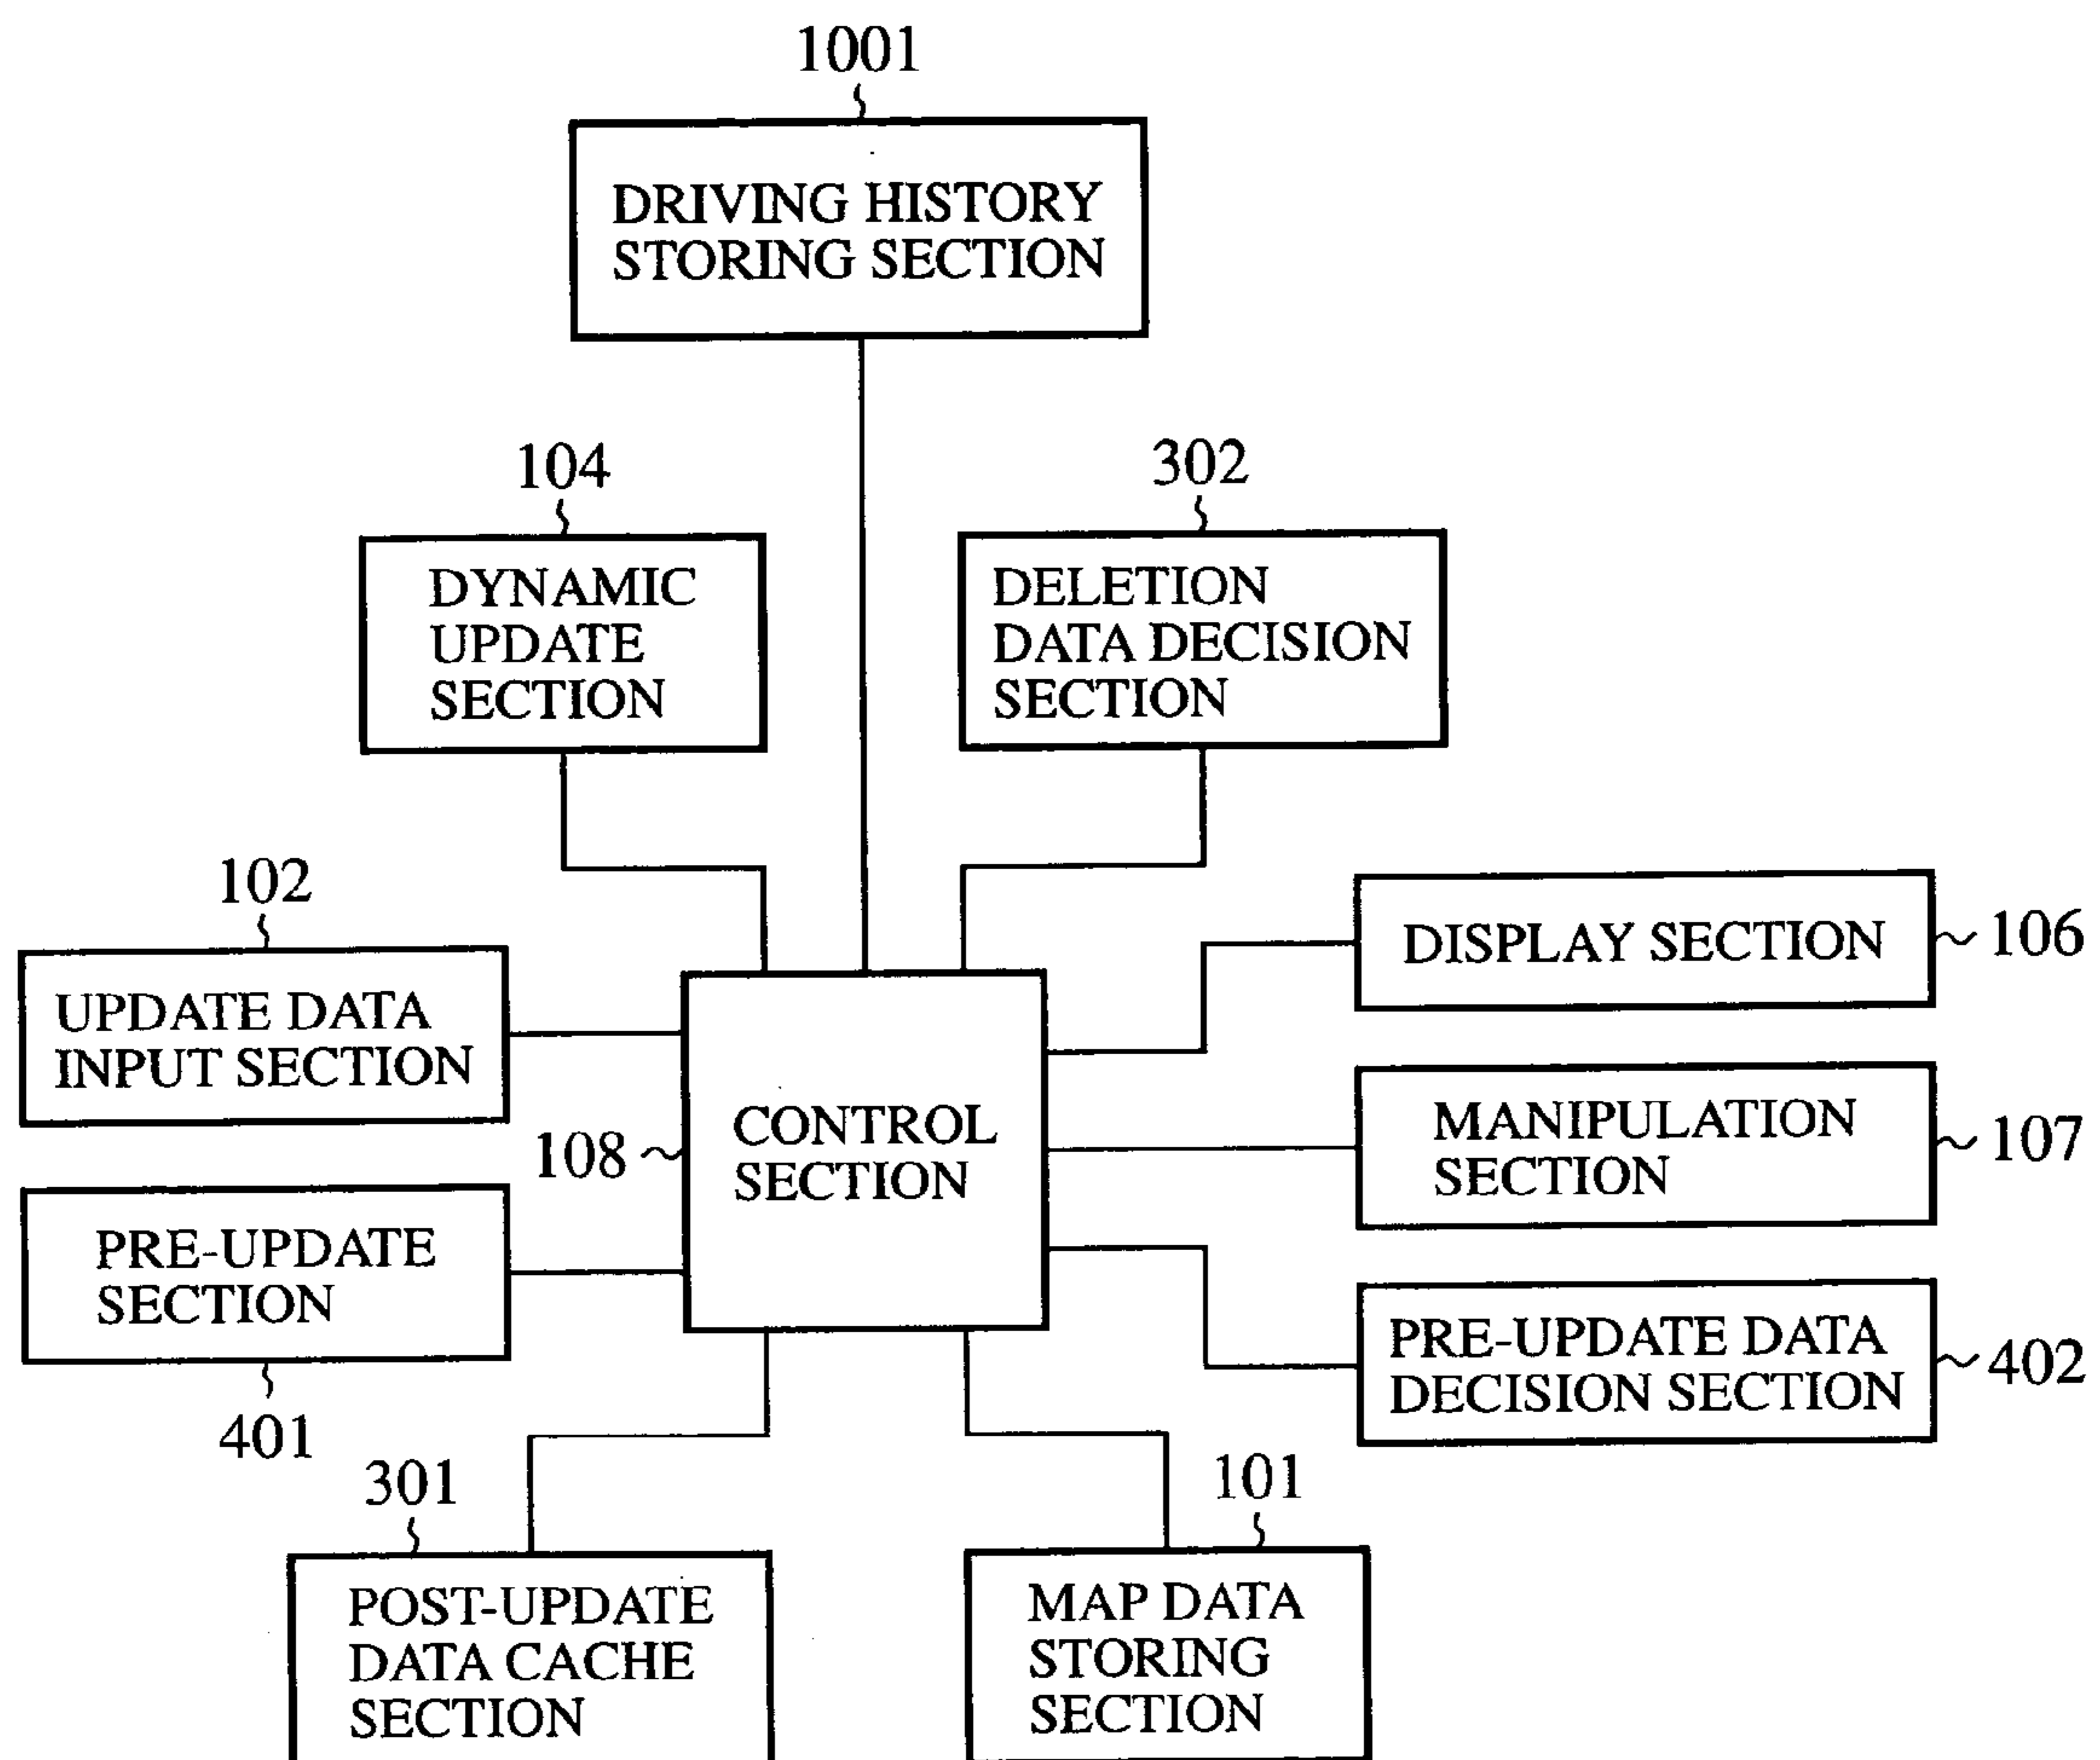 1001
DRIVING HISTORY
STORING SECTION
104
DYNAMIC
UPDATE
SECTION
302
DELETION
DATA DECISION
SECTION
102
UPDATE DATA
INPUT SECTION
DISPLAY SECTION
106
108
CONTROL
SECTION
MANIPULATION
SECTION
107
PRE-UPDATE
SECTION
401
PRE-UPDATE DATA
DECISION SECTION
402
301
POST-UPDATE
DATA CACHE
SECTION
101
MAP DATA
STORING
SECTION